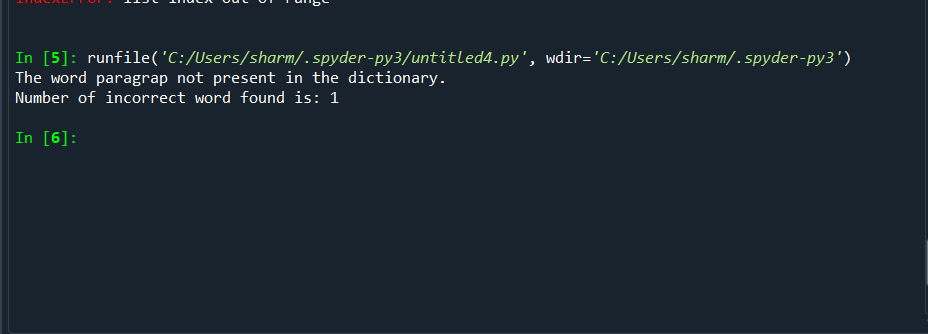 IndexError: list index out of range
In [5]: runfile('C:/Users/sharm/.spyder-py3/untitled4.py', wdir='C:/Users/sharm/.spyder-py3')
The word paragrap not present in the dictionary.
Number of incorrect word found is: 1
In [6]: